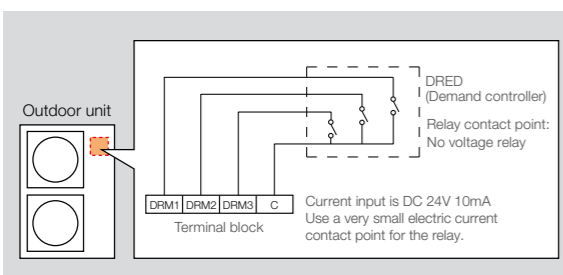 Outdoor unit
DRED
(Demand controller)
Relay contact point:
No voltage relay
DRM1 DRM2 DRM3 C
Terminal block
Current input is DC 24V 10mA
Use a very small electric current
contact point for the relay.